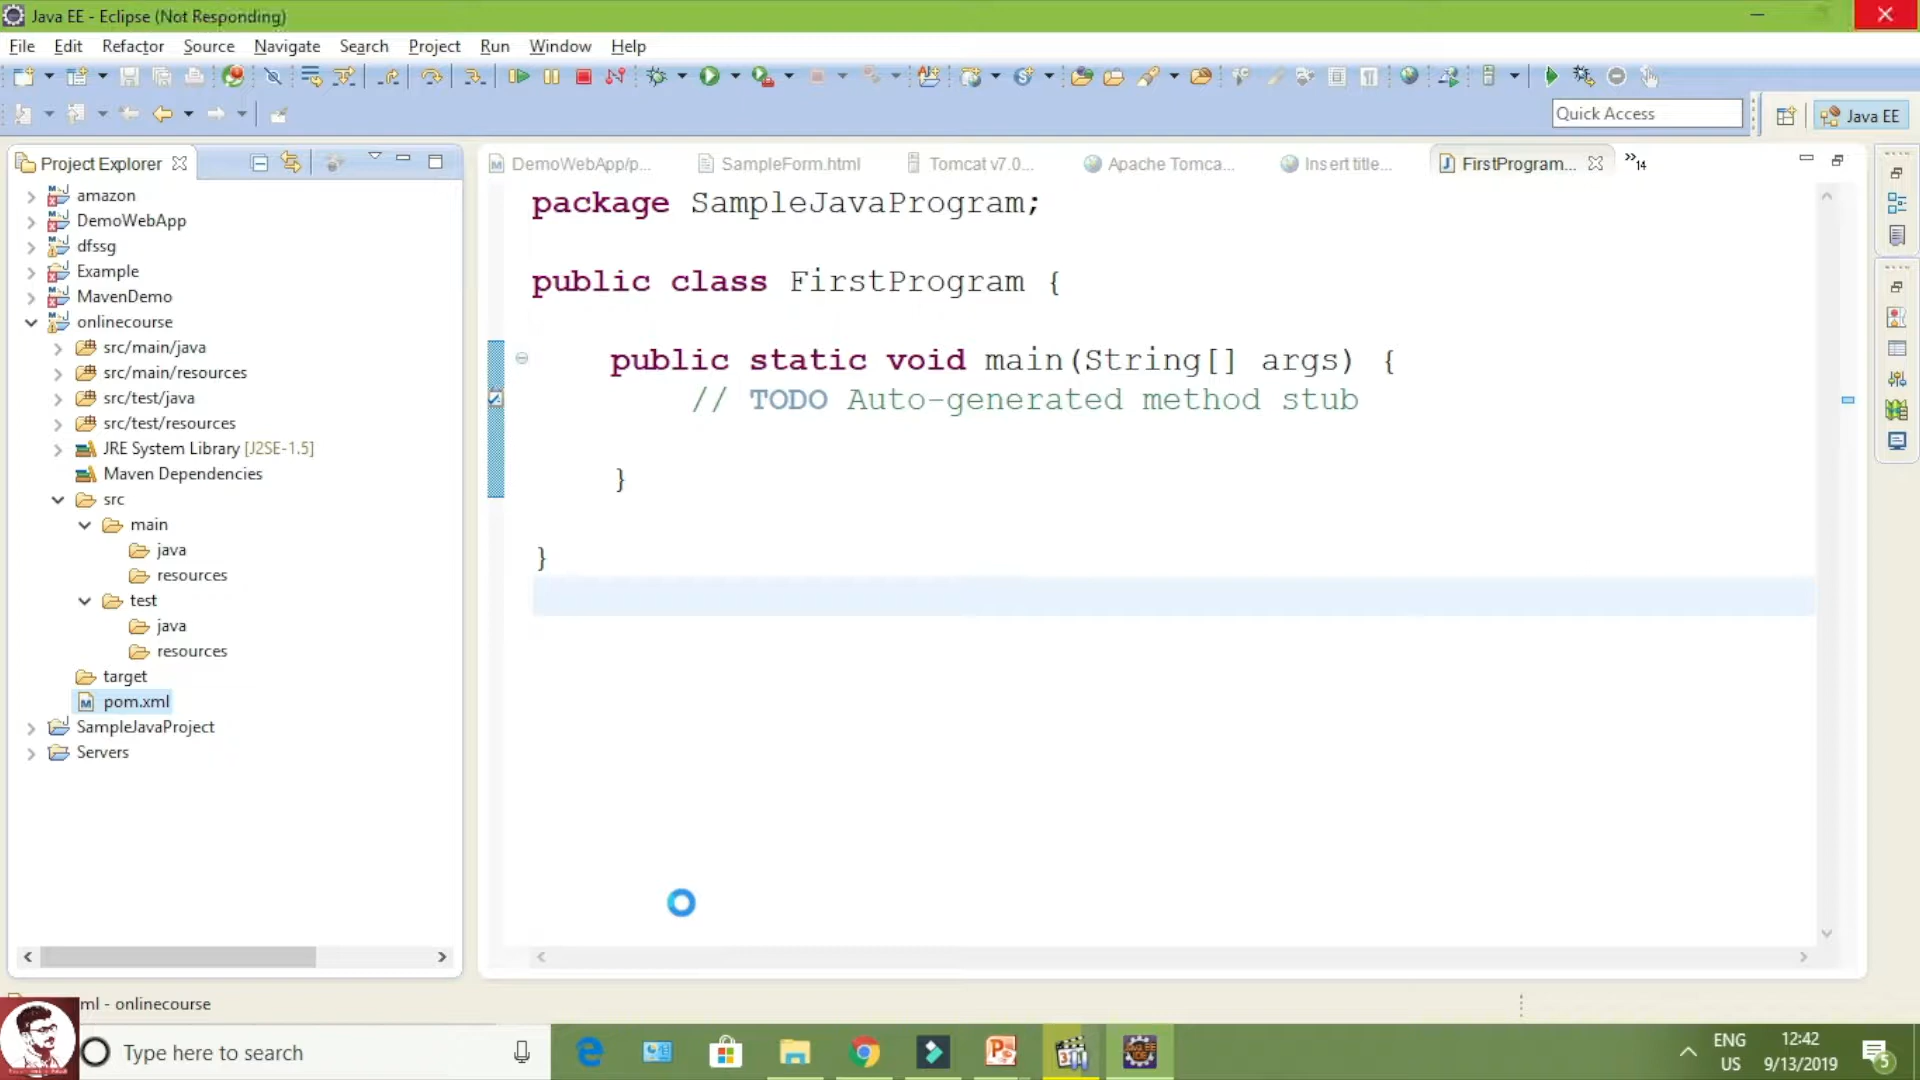 Java EE - Eclipse (Not Responding)
File Edit Refactor Source Navigate Search Project Run Window Help
Quick Access
Java EE
Project Explorer
DemoWebApp/p... SampleForm.html Tomcat v7.0... Apache Tomca... Insert title... FirstProgram... »14
amazon
DemoWebApp
dfssg
Example
MavenDemo
onlinecourse
src/main/java
src/main/resources
src/test/java
src/test/resources
JRE System Library [J2SE-1.5]
Maven Dependencies
src
main
java
resources
test
java
resources
target
pom.xml
SampleJavaProject
Servers
package SampleJavaProgram;
public class FirstProgram {
public static void main(String[] args) {
// TODO Auto-generated method stub
}
}
ml - onlinecourse
Type here to search
ENG
US
12:42
9/13/2019
5